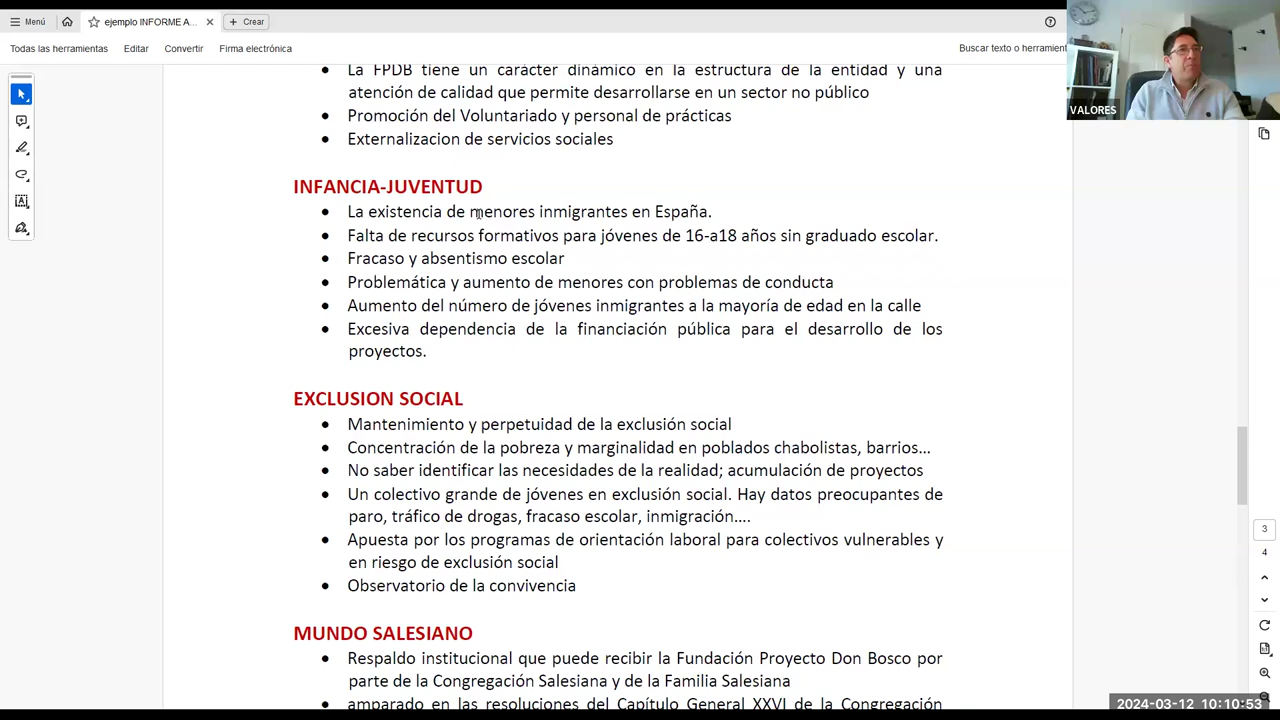 Menú
ejemplo INFORME A...
Crear
Todas las herramientas
Editar
Convertir
Firma electrónica
Buscar texto o herramient
VALORES
La FPDB tiene un carácter dinámico en la estructura de la entidad y una
atención de calidad que permite desarrollarse en un sector no público
Promoción del Voluntariado y personal de prácticas
Externalizacion de servicios sociales
INFANCIA-JUVENTUD
La existencia de menores inmigrantes en España.
Falta de recursos formativos para jóvenes de 16-a18 años sin graduado escolar.
Fracaso y absentismo escolar
Problemática y aumento de menores con problemas de conducta
Aumento del número de jóvenes inmigrantes a la mayoría de edad en la calle
Excesiva dependencia de la financiación pública para el desarrollo de los
proyectos.
EXCLUSION SOCIAL
Mantenimiento y perpetuidad de la exclusión social
Concentración de la pobreza y marginalidad en poblados chabolistas, barrios...
No saber identificar las necesidades de la realidad; acumulación de proyectos
Un colectivo grande de jóvenes en exclusión social. Hay datos preocupantes de
paro, tráfico de drogas, fracaso escolar, inmigración....
Apuesta por los programas de orientación laboral para colectivos vulnerables y
en riesgo de exclusión social
Observatorio de la convivencia
MUNDO SALESIANO
Respaldo institucional que puede recibir la Fundación Proyecto Don Bosco por
parte de la Congregación Salesiana y de la Familia Salesiana
amparado en las resoluciones del Capítulo General XXVI de la Congregación
3
4
2024-03-12 10:10:53